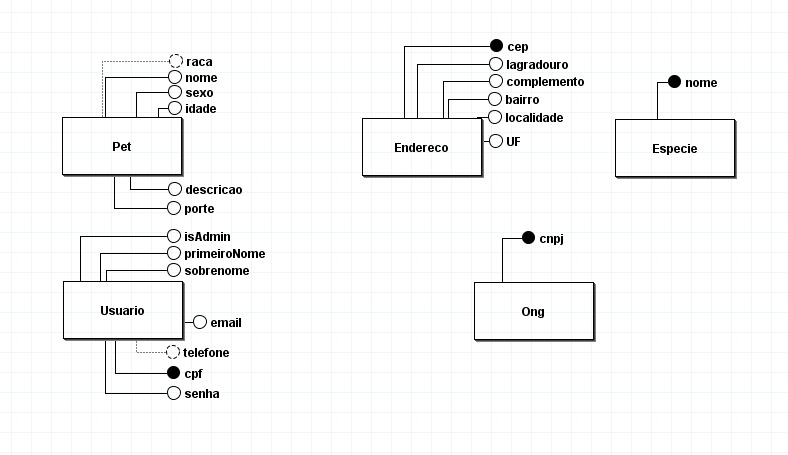 raca
nome
sexo
idade
Pet
descricao
porte
cep
lagradouro
complemento
bairro
localidade
Endereco
UF
nome
Especie
isAdmin
primeiroNome
sobrenome
Usuario
email
telefone
cpf
senha
cnpj
Ong